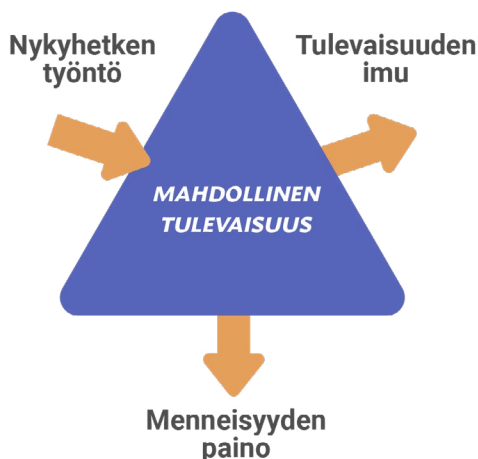 Nykyhetken
työntö
Tulevaisuuden
imu
MAHDOLLINEN
TULEVAISUUS
Menneisyyden
paino